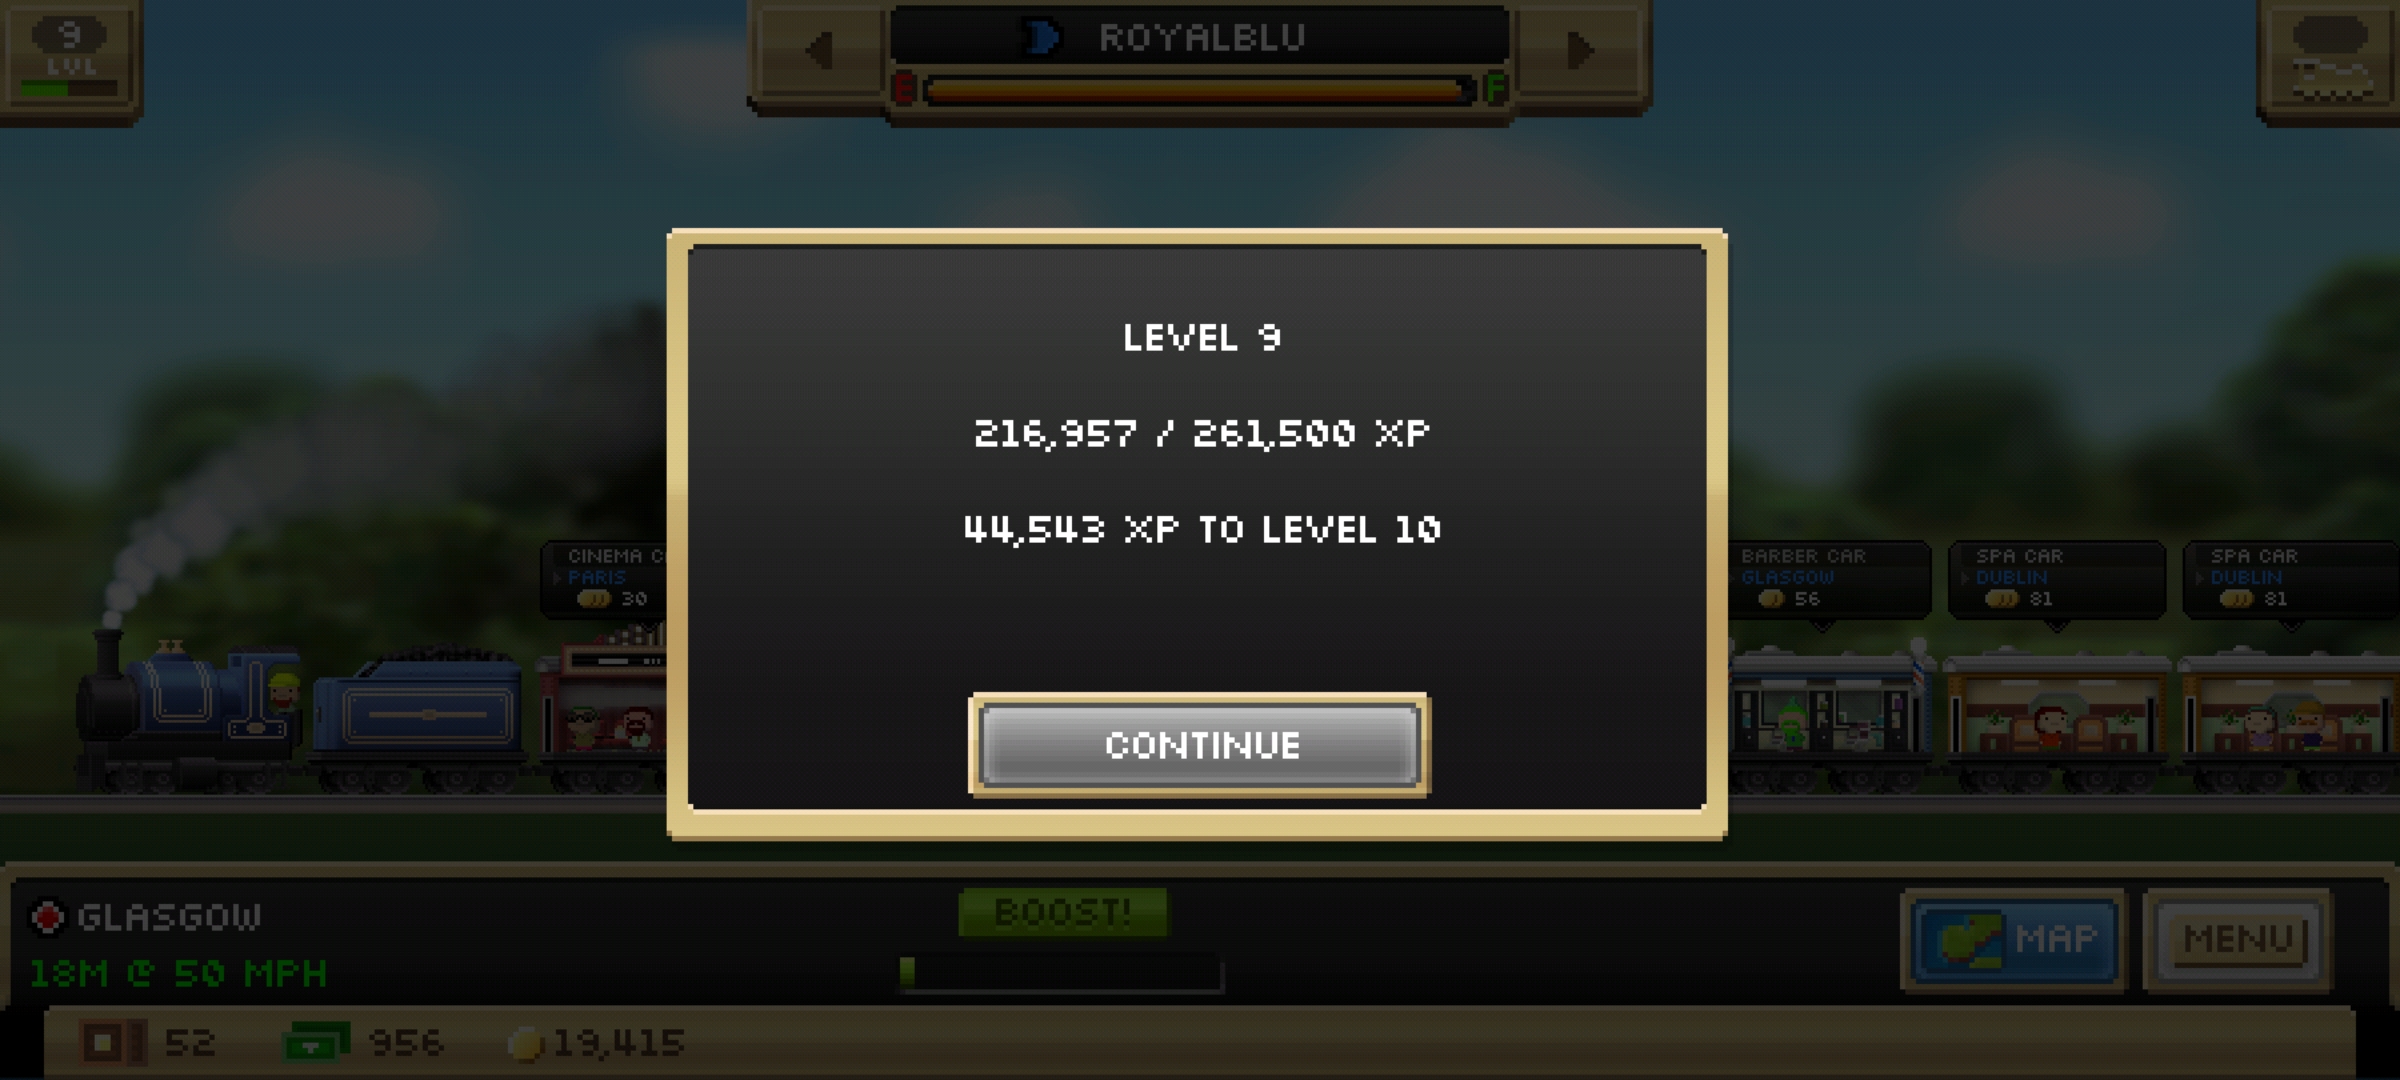 9
LVL
ROYALBLU
E F
LEVEL 9
216,957 / 261,500 XP
44,543 XP TO LEVEL 10
CONTINUE
CINEMA
PARIS
30
BARBER CAR
GLASGOW
56
SPA CAR
DUBLIN
81
SPA CAR
DUBLIN
81
GLASGOW
18M @ 50 MPH
BOOST!
MAP
MENU
52
956
19,415